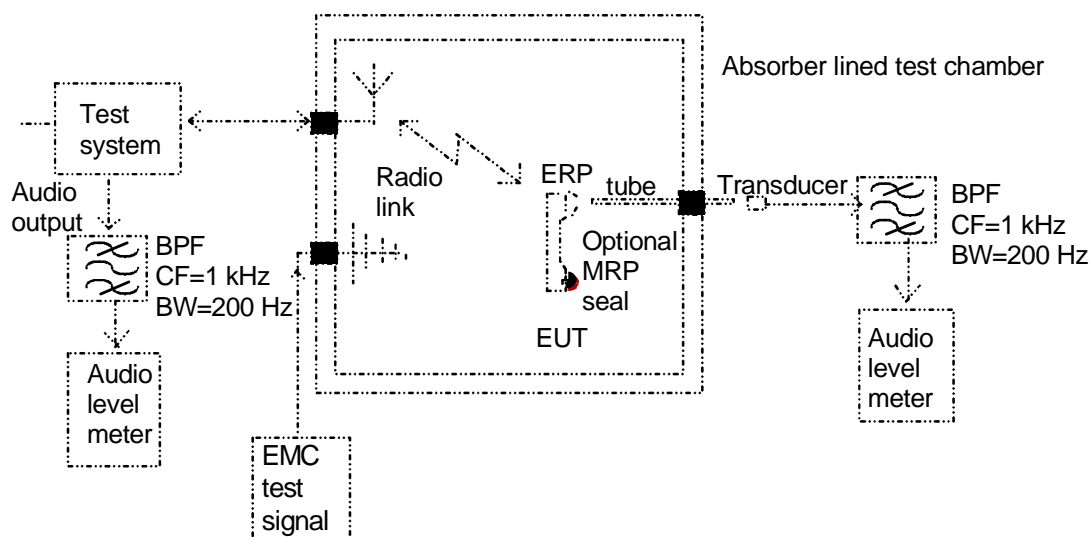 Absorber lined test chamber
Test
system
Audio
output
Radio
link
ERP
tube
Transducer
BPF
CF=1 kHz
BW=200 Hz
BPF
CF=1 kHz
BW=200 Hz
Optional
MRP
seal
EUT
Audio
level
meter
Audio
level
meter
EMC
test
signal